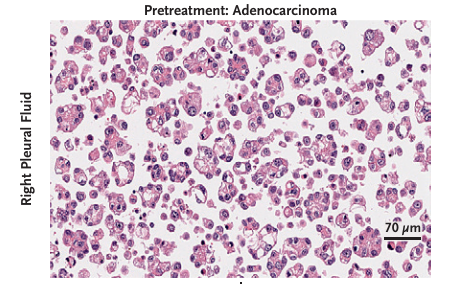 Pretreatment: Adenocarcinoma
Right Pleural Fluid
70 µm